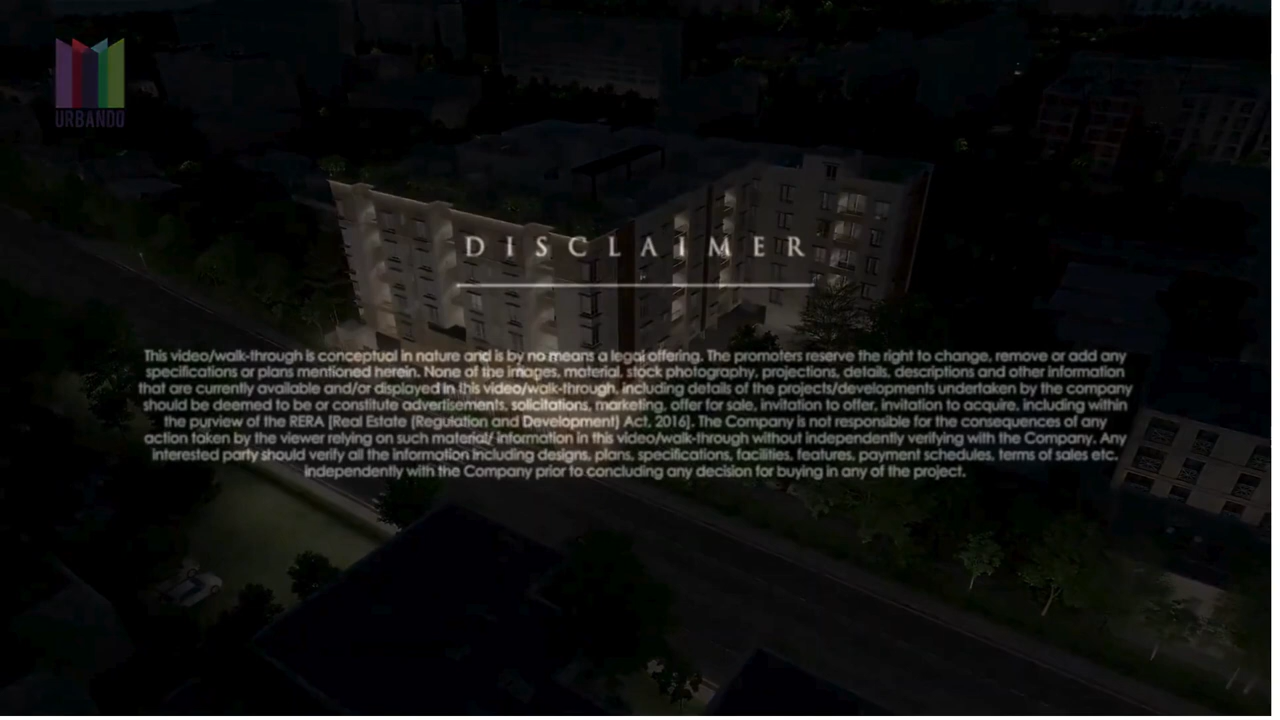 URBANDO
DISCLAIMER
This video/walk-through is conceptual in nature and is by no means a legal offering. The promoters reserve the right to change, remove or add any
specifications or plans mentioned herein. None of the images, material, stock photography, projections, details, descriptions and other information
that are currently available and/or displayed in this video/walk-through, including details of the projects/developments undertaken by the company
should be deemed to be or constitute advertisements, solicitations, marketing, offer for sale, invitation to offer, invitation to acquire, including within
the purview of the RERA [Real Estate (Regulation and Development) Act, 2016]. The Company is not responsible for the consequences of any
action taken by the viewer relying on such material/ information in this video/walk-through without independently verifying with the Company. Any
interested party should verify all the information including designs, plans, specifications, facilities, features, payment schedules, terms of sales etc.
independently with the Company prior to concluding any decision for buying in any of the project.